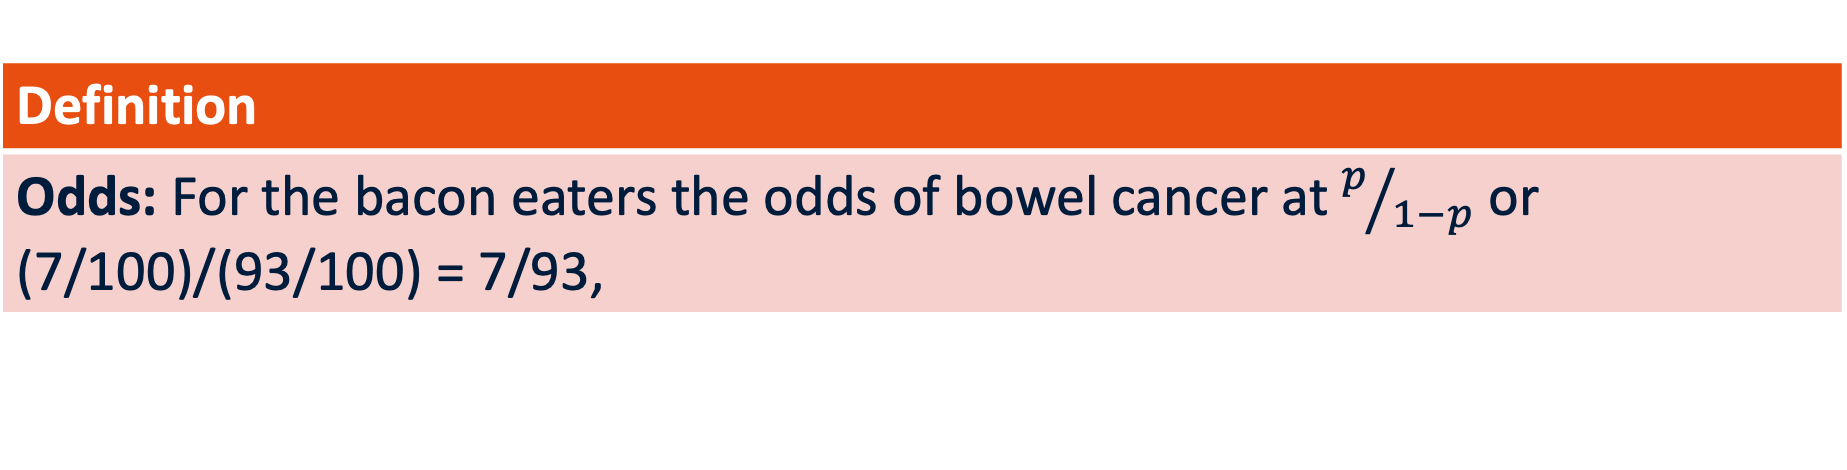 Definition
Odds: For the bacon eaters the odds of bowel cancer at p/1−p or
(7/100)/(93/100) = 7/93,